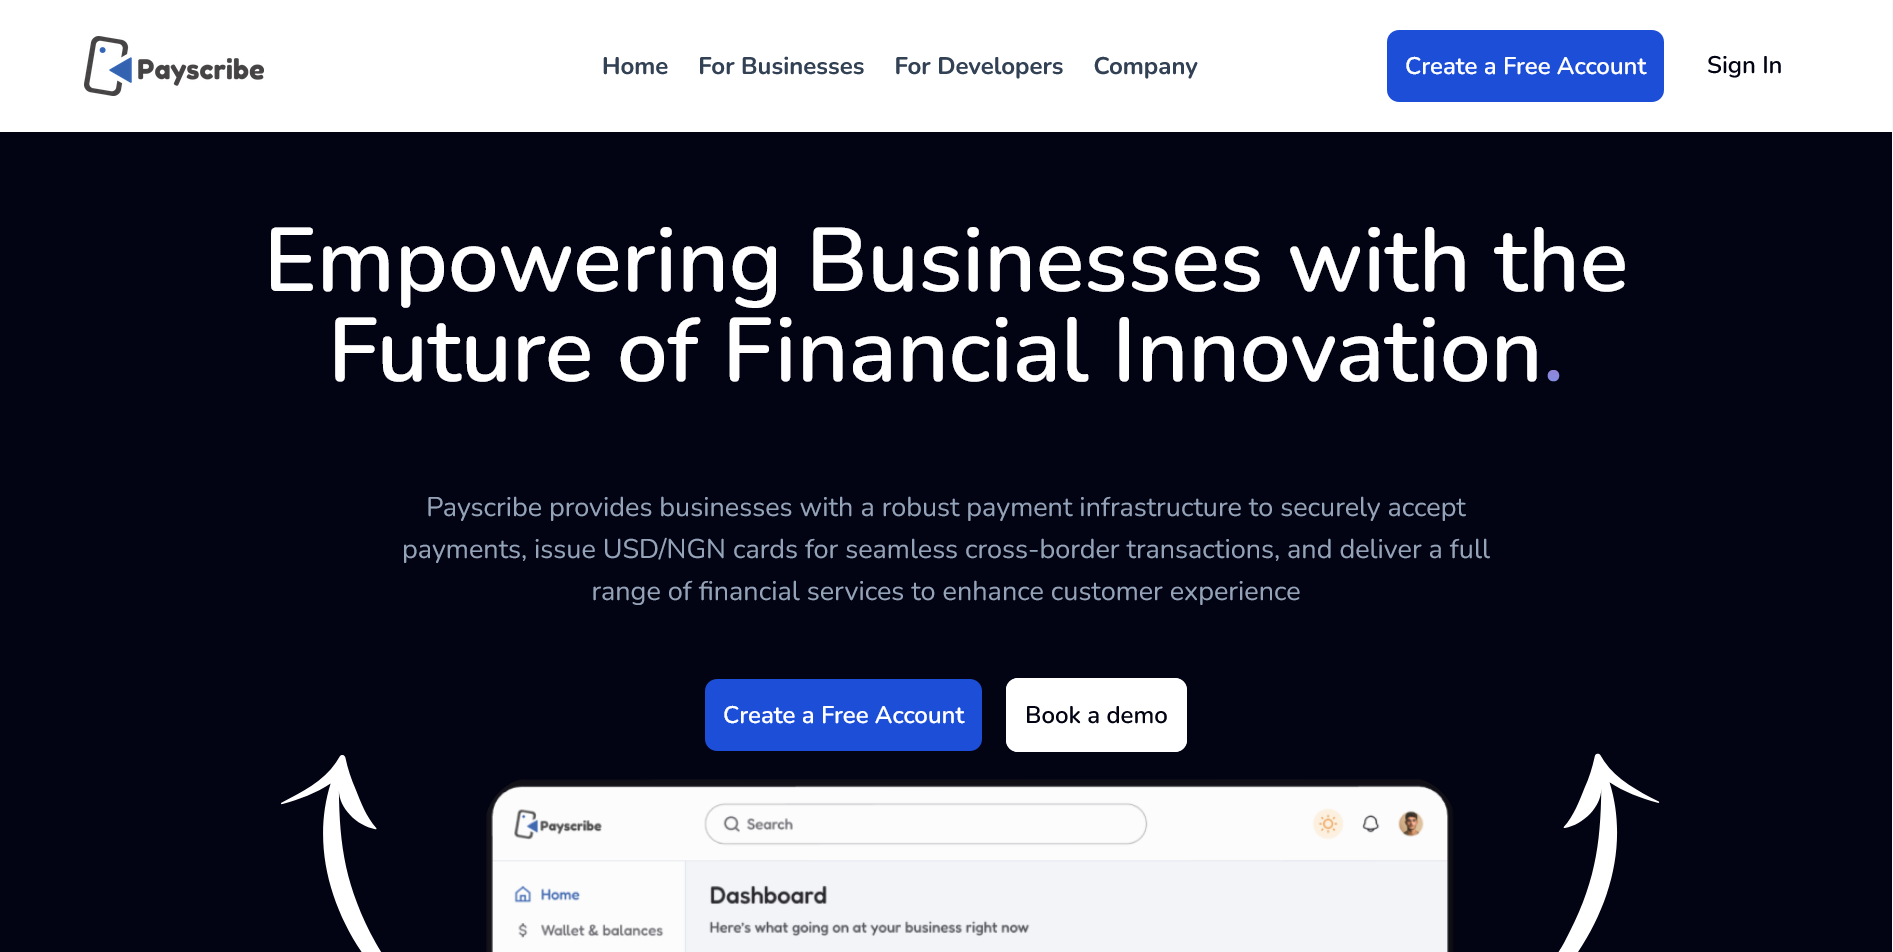 Payscribe
Home
For Businesses
For Developers
Company
Create a Free Account
Sign In
Empowering Businesses with the
Future of Financial Innovation.
Payscribe provides businesses with a robust payment infrastructure to securely accept
payments, issue USD/NGN cards for seamless cross-border transactions, and deliver a full
range of financial services to enhance customer experience
Create a Free Account
Book a demo
Payscribe
Search
Home
Dashboard
$ Wallet & balances
Here's what going on at your business right now